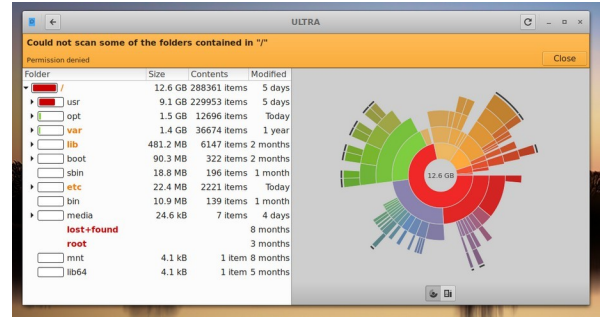 ULTRA
Could not scan some of the folders contained in "/"
Permission denied
Close
Folder Size Contents Modified
/ 12.6 GB 288361 items 5 days
usr 9.1 GB 229953 items 5 days
opt 1.5 GB 12696 items Today
var 1.4 GB 36674 items 1 year
lib 481.2 MB 6147 items 2 months
boot 90.3 MB 322 items 2 months
sbin 18.8 MB 196 items 1 month
etc 22.4 MB 2221 items Today
bin 10.9 MB 139 items 1 month
media 24.6 kB 7 items 4 days
lost+found 8 months
root 3 months
mnt 4.1 kB 1 item 8 months
lib64 4.1 kB 1 item 5 months
12.6 GB